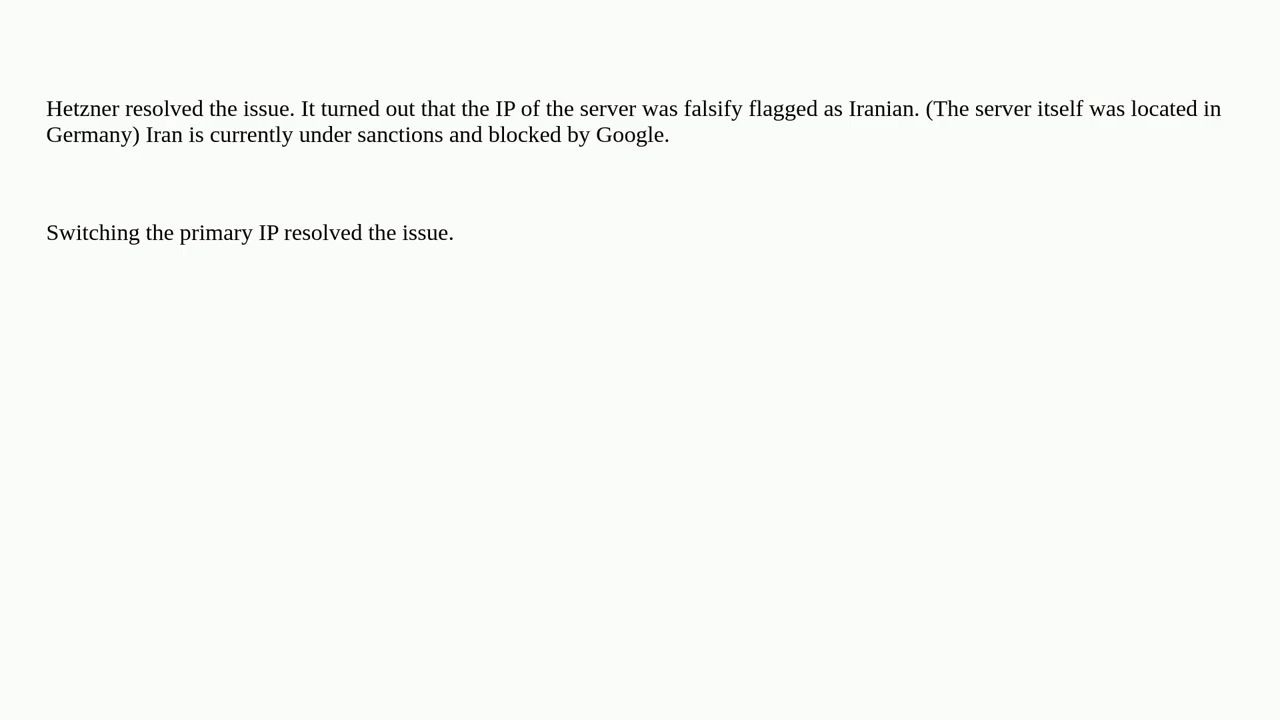 Hetzner resolved the issue. It turned out that the IP of the server was falsify flagged as Iranian. (The server itself was located in
Germany) Iran is currently under sanctions and blocked by Google.
Switching the primary IP resolved the issue.